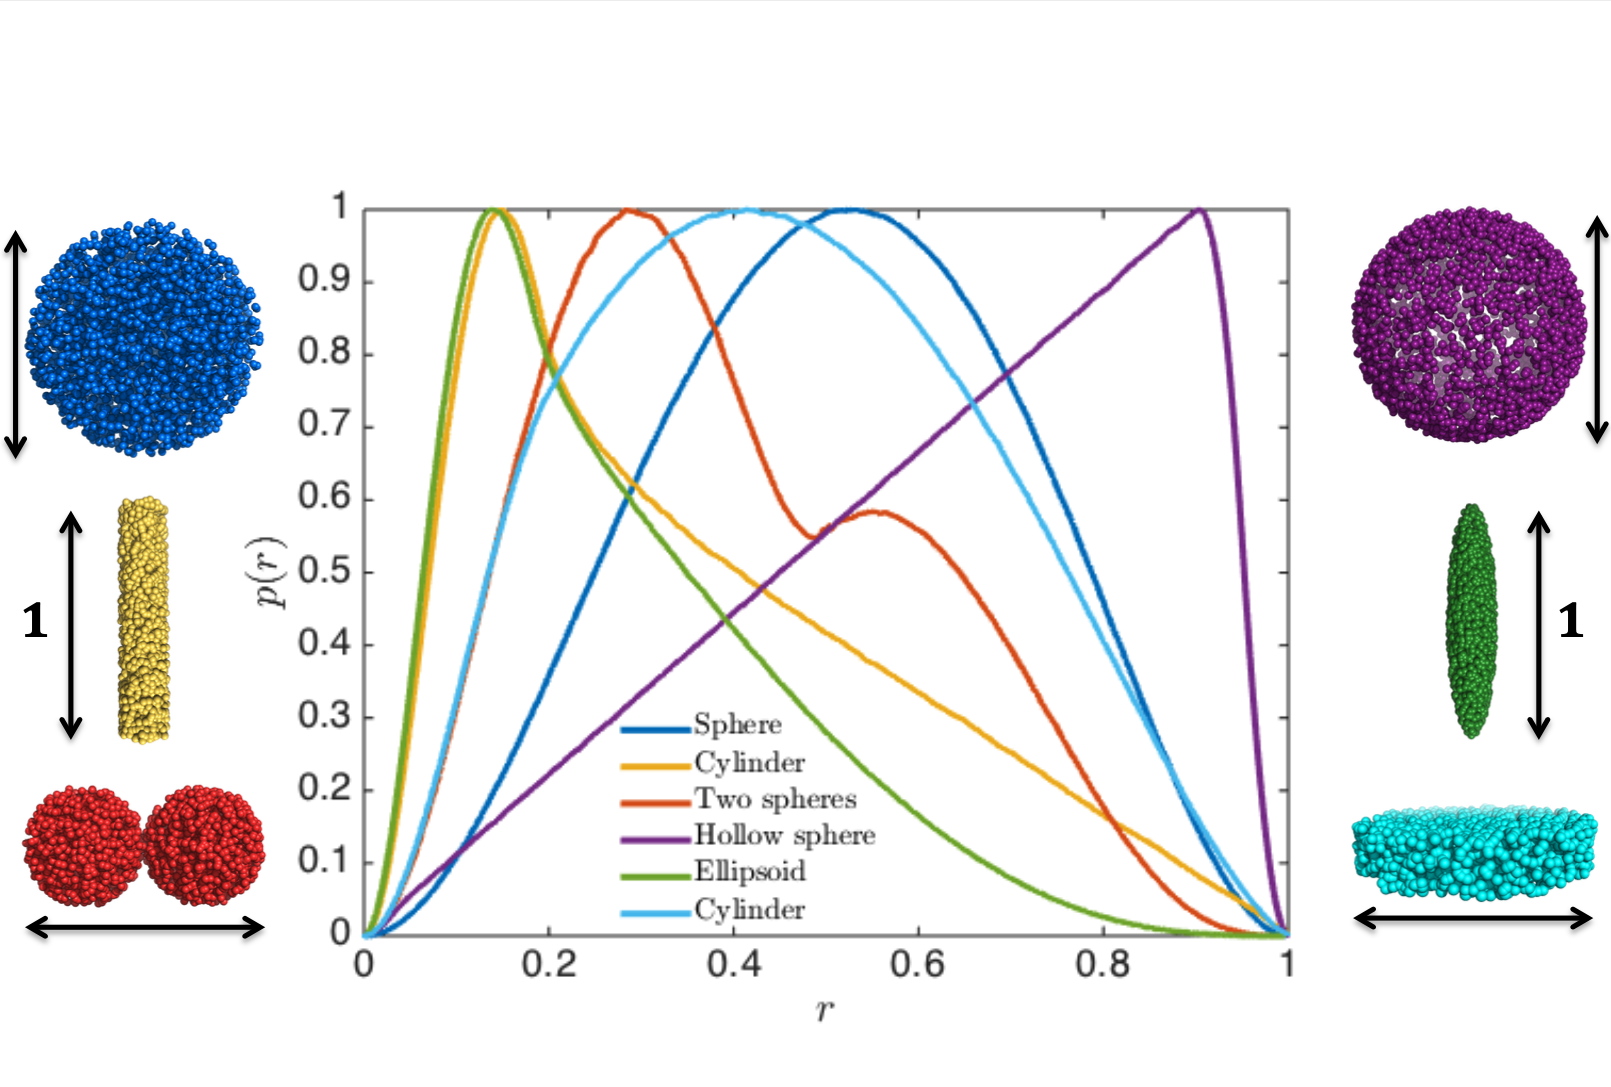 1
0.9
0.8
0.7
0.6
0.5
0.4
0.3
0.2
0.1
0
p(r)
0 0.2 0.4 0.6 0.8 1
r
Sphere
Cylinder
Two spheres
Hollow sphere
Ellipsoid
Cylinder
1
1